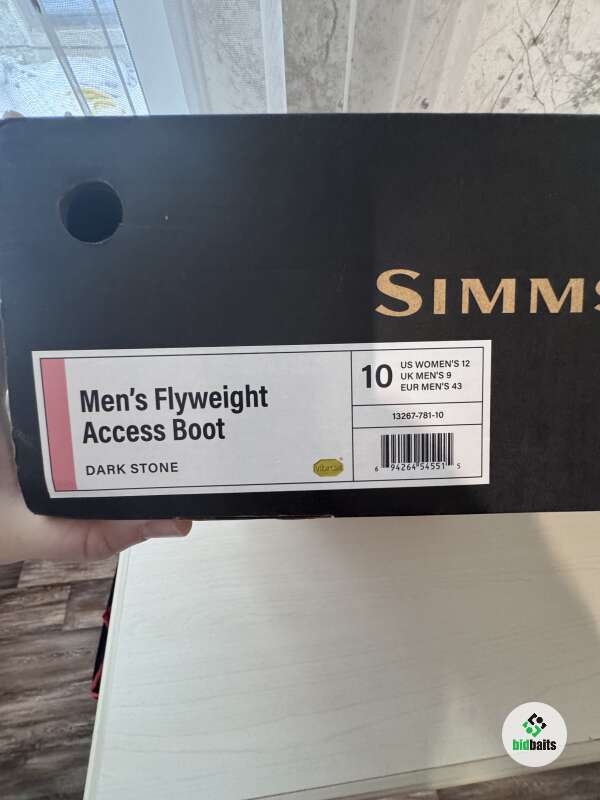 SIMMS
Men's Flyweight
Access Boot
DARK STONE
vibram
10
US WOMEN'S 12
UK MEN'S 9
EUR MEN'S 43
13267-781-10
6 94264 54551 5
bidbaits